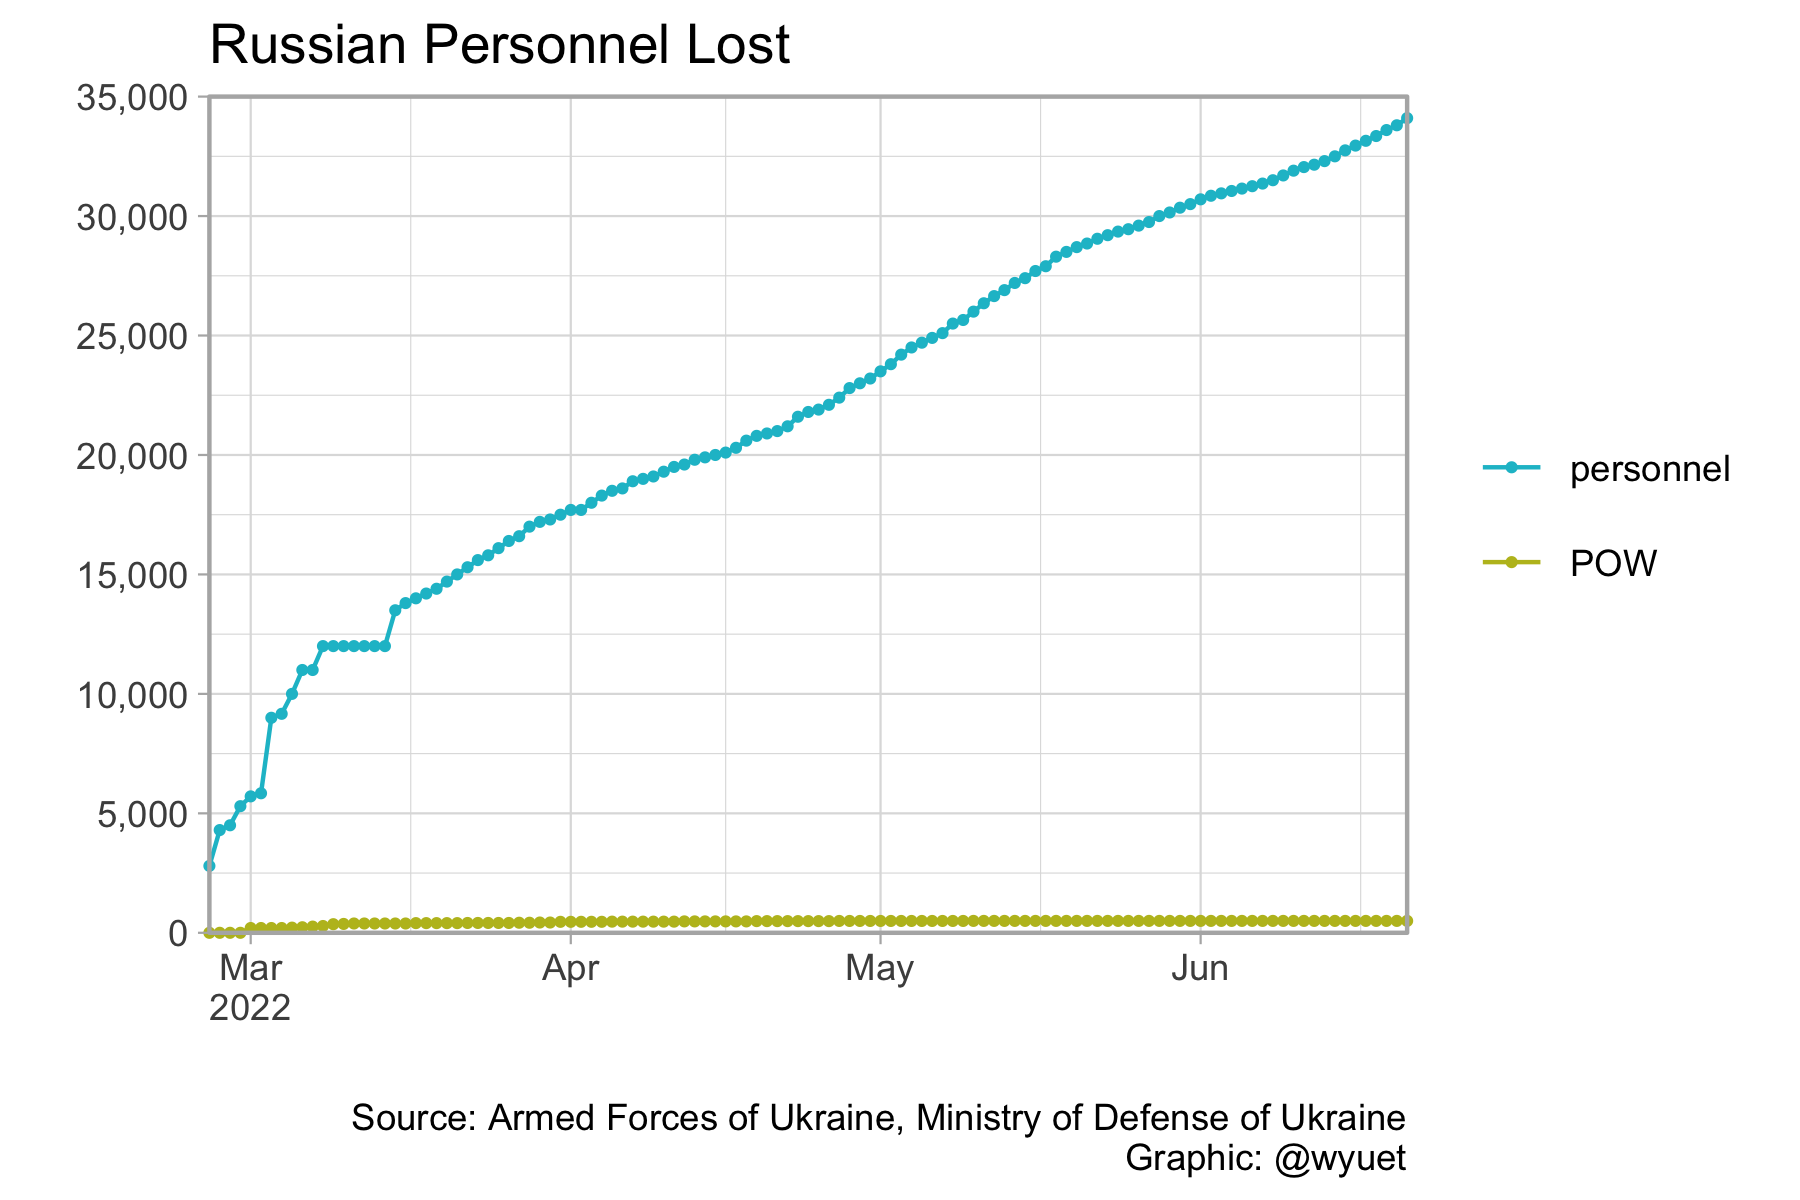 Russian Personnel Lost
35,000
30,000
25,000
20,000
15,000
10,000
5,000
0
Mar
2022
Apr
May
Jun
personnel
POW
Source: Armed Forces of Ukraine, Ministry of Defense of Ukraine
Graphic: @wyuet